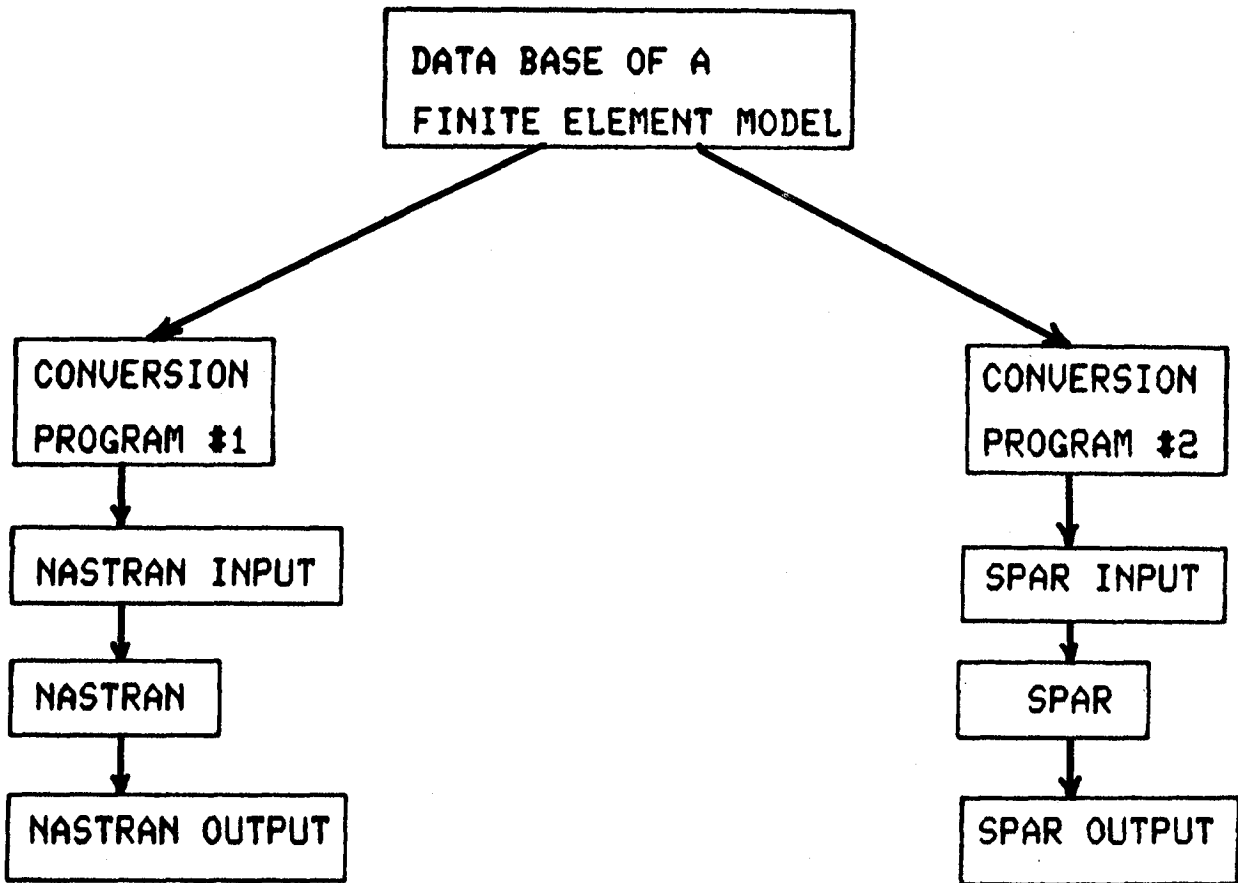 DATA BASE OF A
FINITE ELEMENT MODEL
CONVERSION
PROGRAM #1
NASTRAN INPUT
NASTRAN
NASTRAN OUTPUT
CONVERSION
PROGRAM #2
SPAR INPUT
SPAR
SPAR OUTPUT